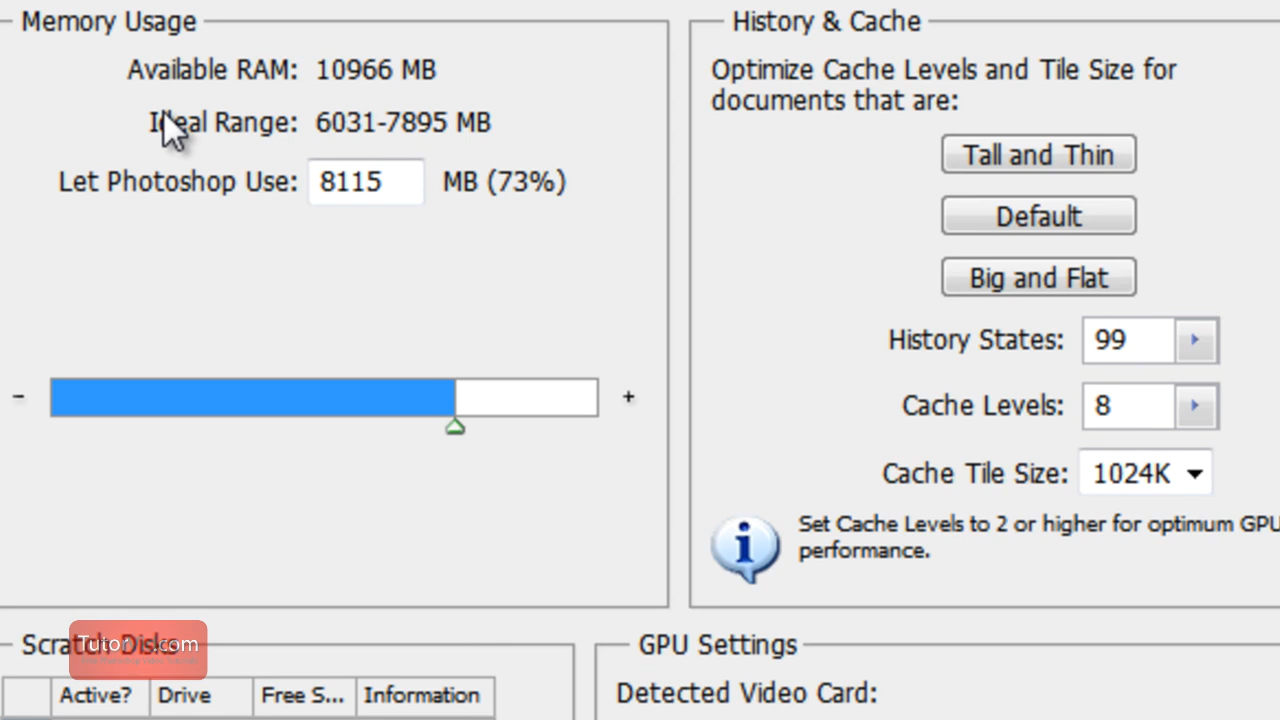 Memory Usage
Available RAM: 10966 MB
Ideal Range: 6031-7895 MB
Let Photoshop Use: 8115 MB (73%)
- +
History & Cache
Optimize Cache Levels and Tile Size for
documents that are:
Tall and Thin
Default
Big and Flat
History States: 99
Cache Levels: 8
Cache Tile Size: 1024K
Set Cache Levels to 2 or higher for optimum GPU
performance.
Scratch Disks
Active? Drive Free S... Information
GPU Settings
Detected Video Card: